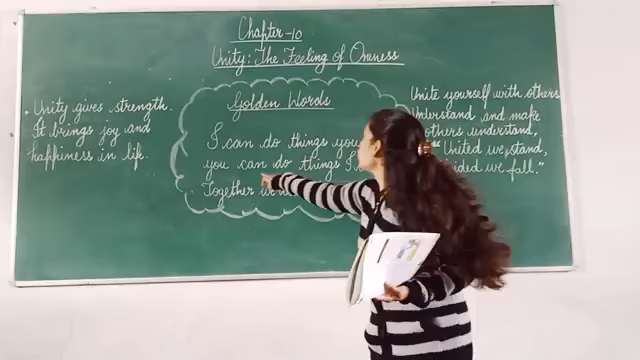 Chapter-10
Unity: The Feeling of Oneness
Unity gives strength.
It brings joy and
happiness in life.
Golden Words
I can do things you
you can do things I
Together we
Unite yourself with others
Understand and make
others understand,
"United we stand,
we fall."